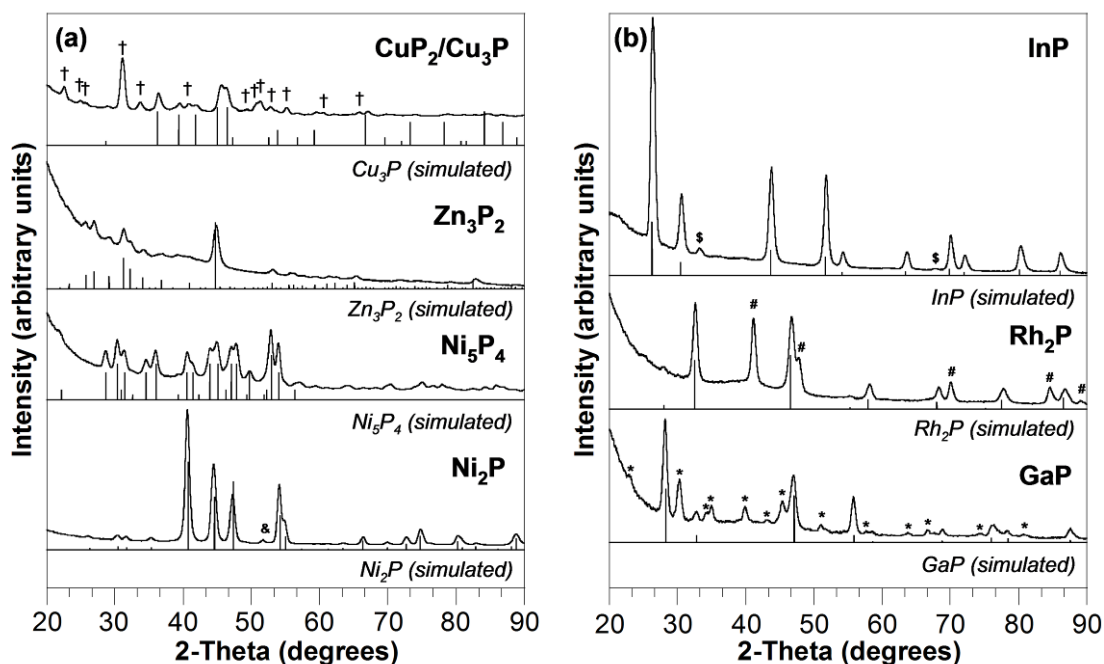 (a)
CuP₂/Cu₃P
† † † † † † † † † † † † †
Cu₃P (simulated)
Zn₃P₂
Zn₃P₂ (simulated)
Ni₅P₄
Ni₅P₄ (simulated)
Ni₂P
&
Ni₂P (simulated)
Intensity (arbitrary units)
20 30 40 50 60 70 80 90
2-Theta (degrees)
(b)
InP
$ $
InP (simulated)
Rh₂P
# # # # #
Rh₂P (simulated)
GaP
* * * * * * * * * * * * * *
GaP (simulated)
Intensity (arbitrary units)
20 30 40 50 60 70 80 90
2-Theta (degrees)